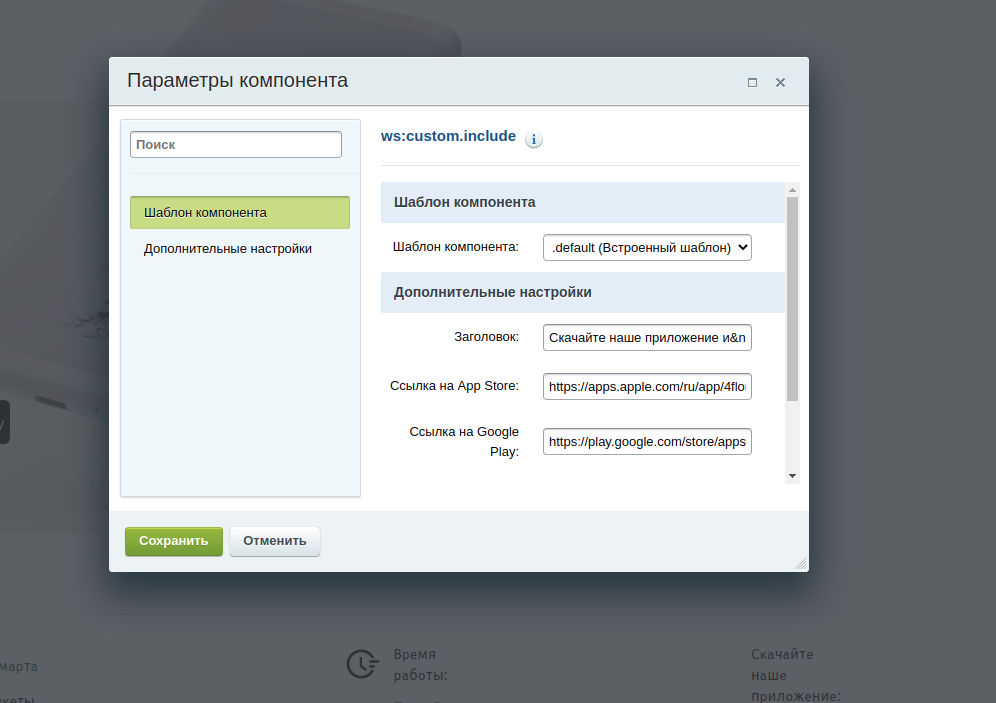 Параметры компонента
Поиск
Шаблон компонента
Дополнительные настройки
ws:custom.include
Шаблон компонента
Шаблон компонента:
.default (Встроенный шаблон)
Дополнительные настройки
Заголовок:
Скачайте наше приложение и&n
Ссылка на App Store:
https://apps.apple.com/ru/app/4flo
Ссылка на Google
Play:
https://play.google.com/store/apps
Сохранить
Отменить
марта
Время
работы:
Скачайте
наше
приложение: